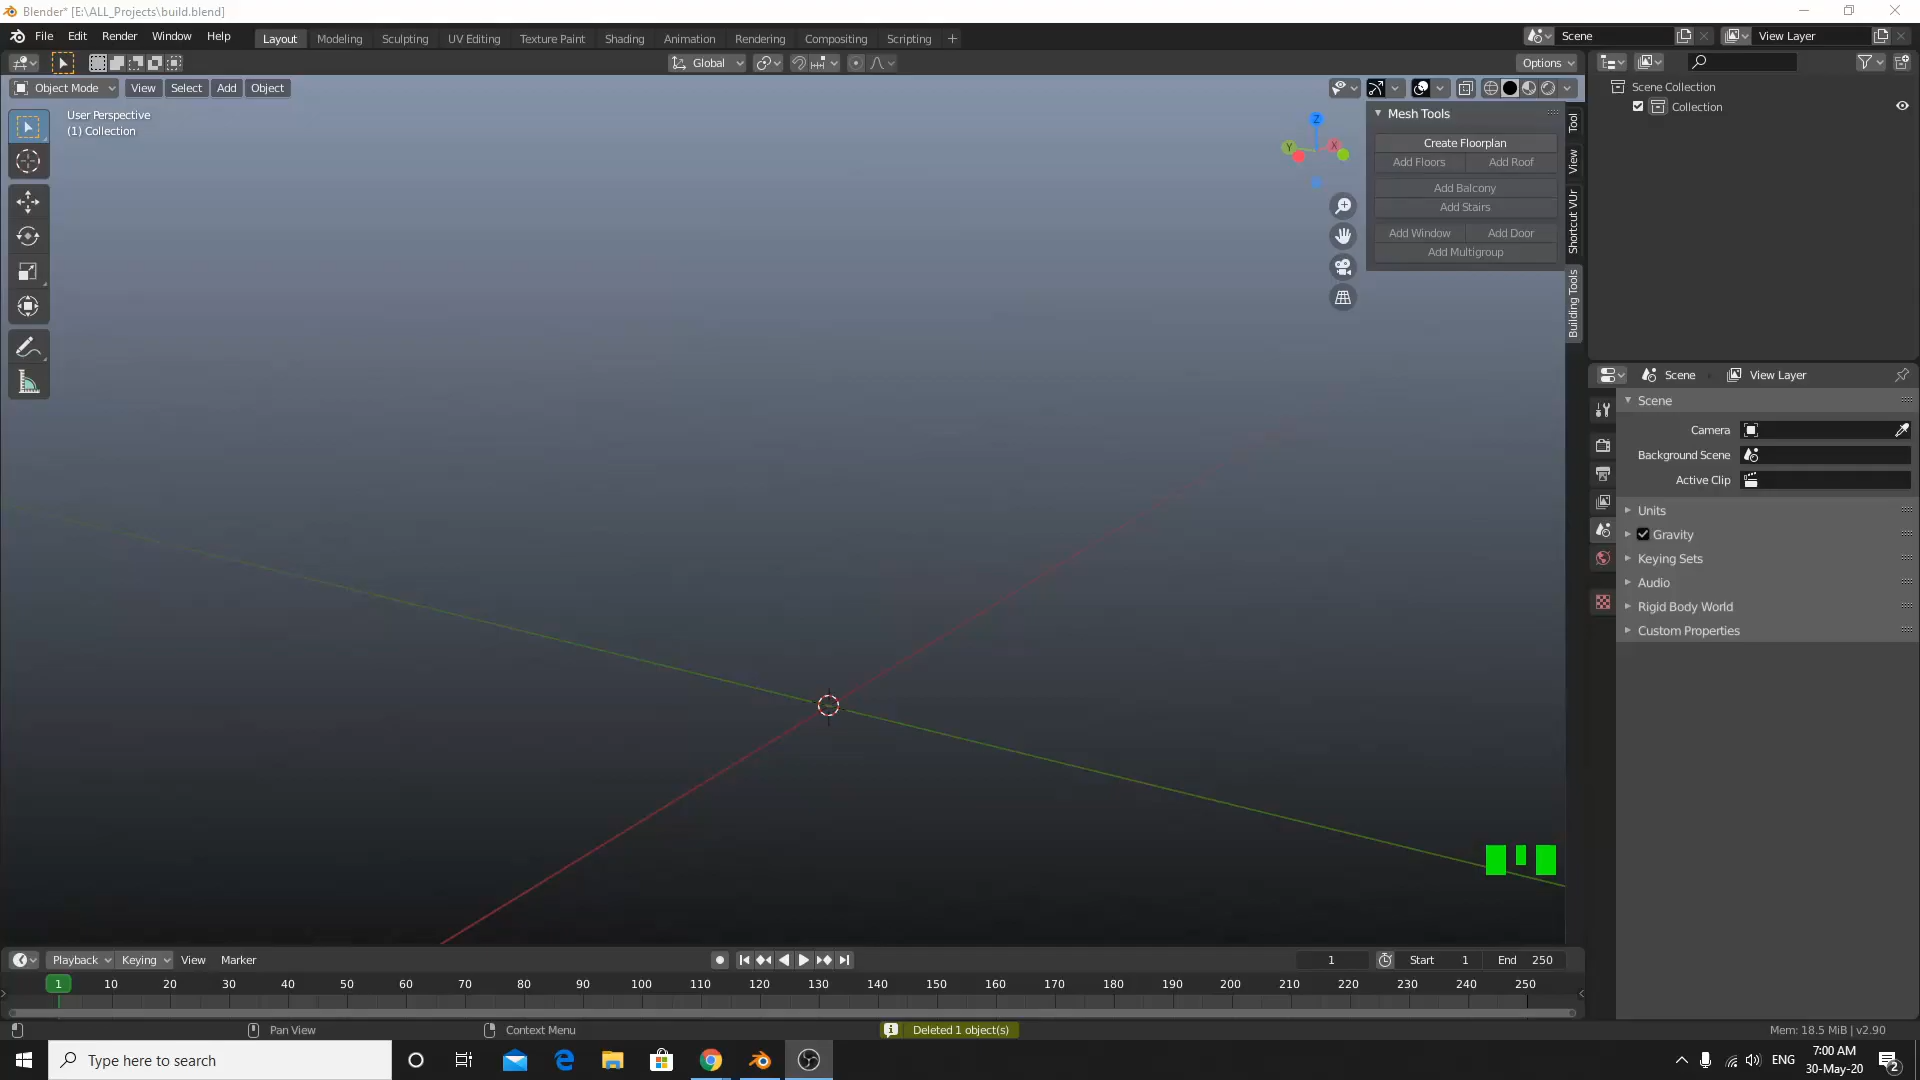 Blender* [E:\ALL_Projects\build.blend]
File Edit Render Window Help
Layout Modeling Sculpting UV Editing Texture Paint Shading Animation Rendering Compositing Scripting +
Scene
View Layer
Global
Options
Object Mode View Select Add Object
User Perspective
(1) Collection
Z
Y
X
Mesh Tools
Create Floorplan
Add Floors Add Roof
Add Balcony
Add Stairs
Add Window Add Door
Add Multigroup
Tool
View
Shortcut VUr
Building Tools
Scene Collection
Collection
Scene View Layer
Scene
Camera
Background Scene
Active Clip
Units
Gravity
Keying Sets
Audio
Rigid Body World
Custom Properties
Playback Keying View Marker
1 Start 1 End 250
1 10 20 30 40 50 60 70 80 90 100 110 120 130 140 150 160 170 180 190 200 210 220 230 240 250
Pan View
Context Menu
Deleted 1 object(s)
Mem: 18.5 MiB | v2.90
Type here to search
ENG
7:00 AM
30-May-20
2